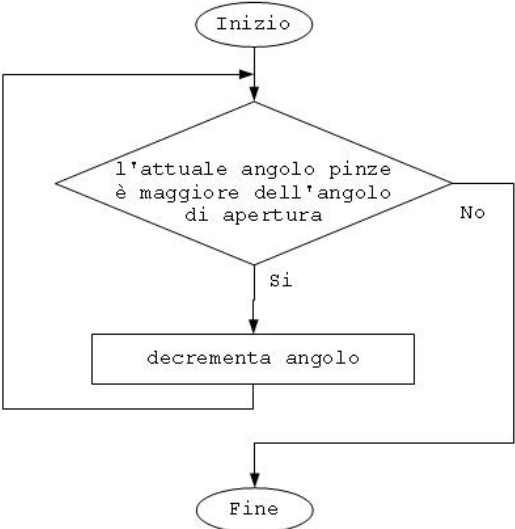 Inizio
l'attuale angolo pinze
è maggiore dell'angolo
di apertura
No
Si
decrementa angolo
Fine